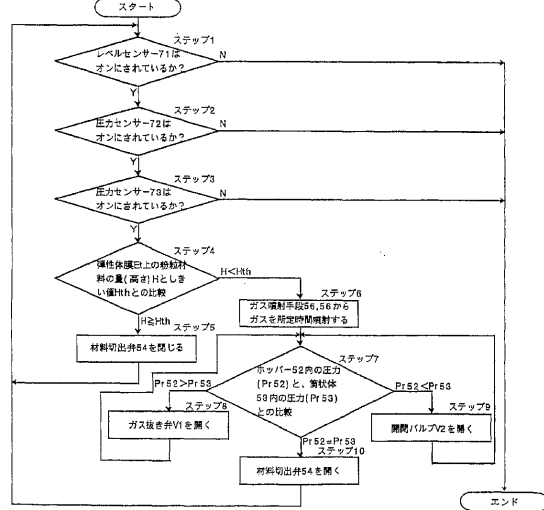 スタート
ステップ1
レベルセンサー71は
オンにされているか?
N
Y
ステップ2
圧力センサー72は
オンにされているか?
N
Y
ステップ3
圧力センサー73は
オンにされているか?
N
Y
ステップ4
弾性体膜Et上の粉粒材
料の量(高さ)Hとしき
い値Hthとの比較
H<Hth
H≧Hth
ステップ5
材料切出弁54を閉じる
ステップ6
ガス噴射手段56,56から
ガスを所定時間噴射する
ステップ7
ホッパー52内の圧力
(Pr52)と、筒状体
53内の圧力(Pr53)
との比較
Pr52>Pr53
Pr52<Pr53
ステップ8
ガス抜き弁V1を開く
ステップ9
開閉バルブV2を開く
Pr52=Pr53
ステップ10
材料切出弁54を開く
エンド